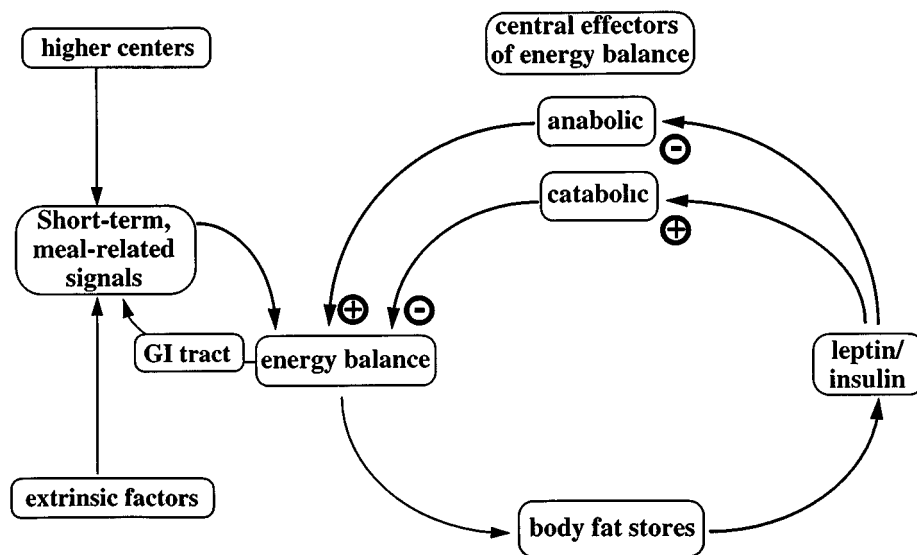 higher centers
central effectors
of energy balance
anabolic
-
catabolic
+
Short-term,
meal-related
signals
+
-
GI tract
energy balance
leptin/
insulin
extrinsic factors
body fat stores